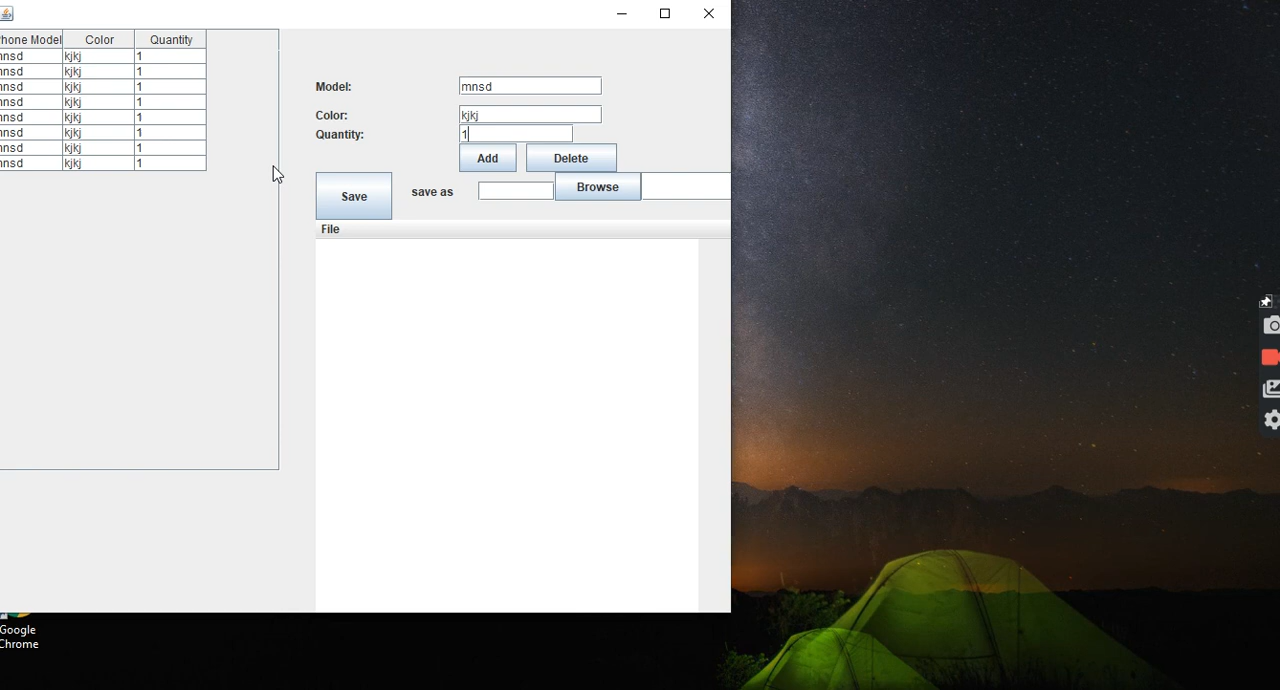 hone Model Color Quantity
nnsd kjkj 1
nnsd kjkj 1
nnsd kjkj 1
nnsd kjkj 1
nnsd kjkj 1
nnsd kjkj 1
nnsd kjkj 1
nnsd kjkj 1
Model: mnsd
Color: kjkj
Quantity: 1
Add Delete
Save save as Browse
File
Google
Chrome